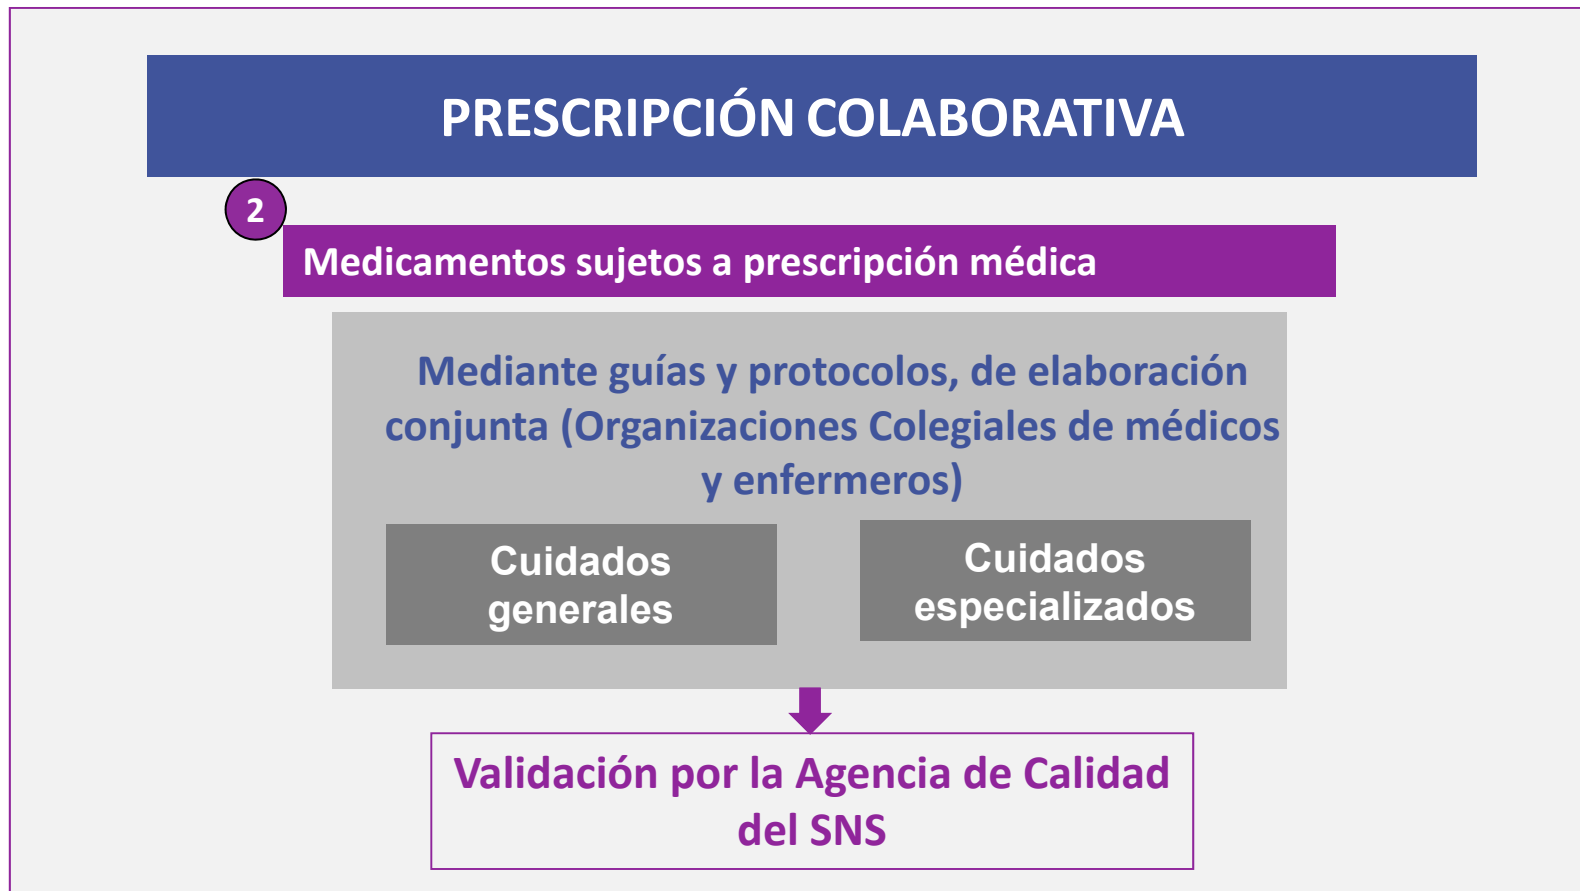 PRESCRIPCIÓN COLABORATIVA
2
Medicamentos sujetos a prescripción médica
Mediante guías y protocolos, de elaboración
conjunta (Organizaciones Colegiales de médicos
y enfermeros)
Cuidados
generales
Cuidados
especializados
Validación por la Agencia de Calidad
del SNS